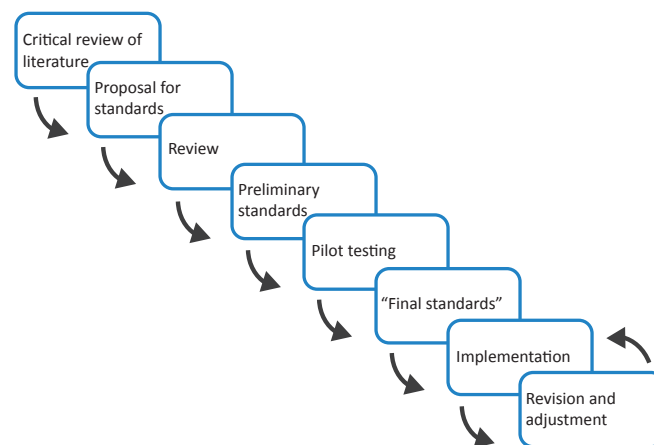 Critical review of
literature
Proposal for
standards
Review
Preliminary
standards
Pilot testing
“Final standards”
Implementation
Revision and
adjustment